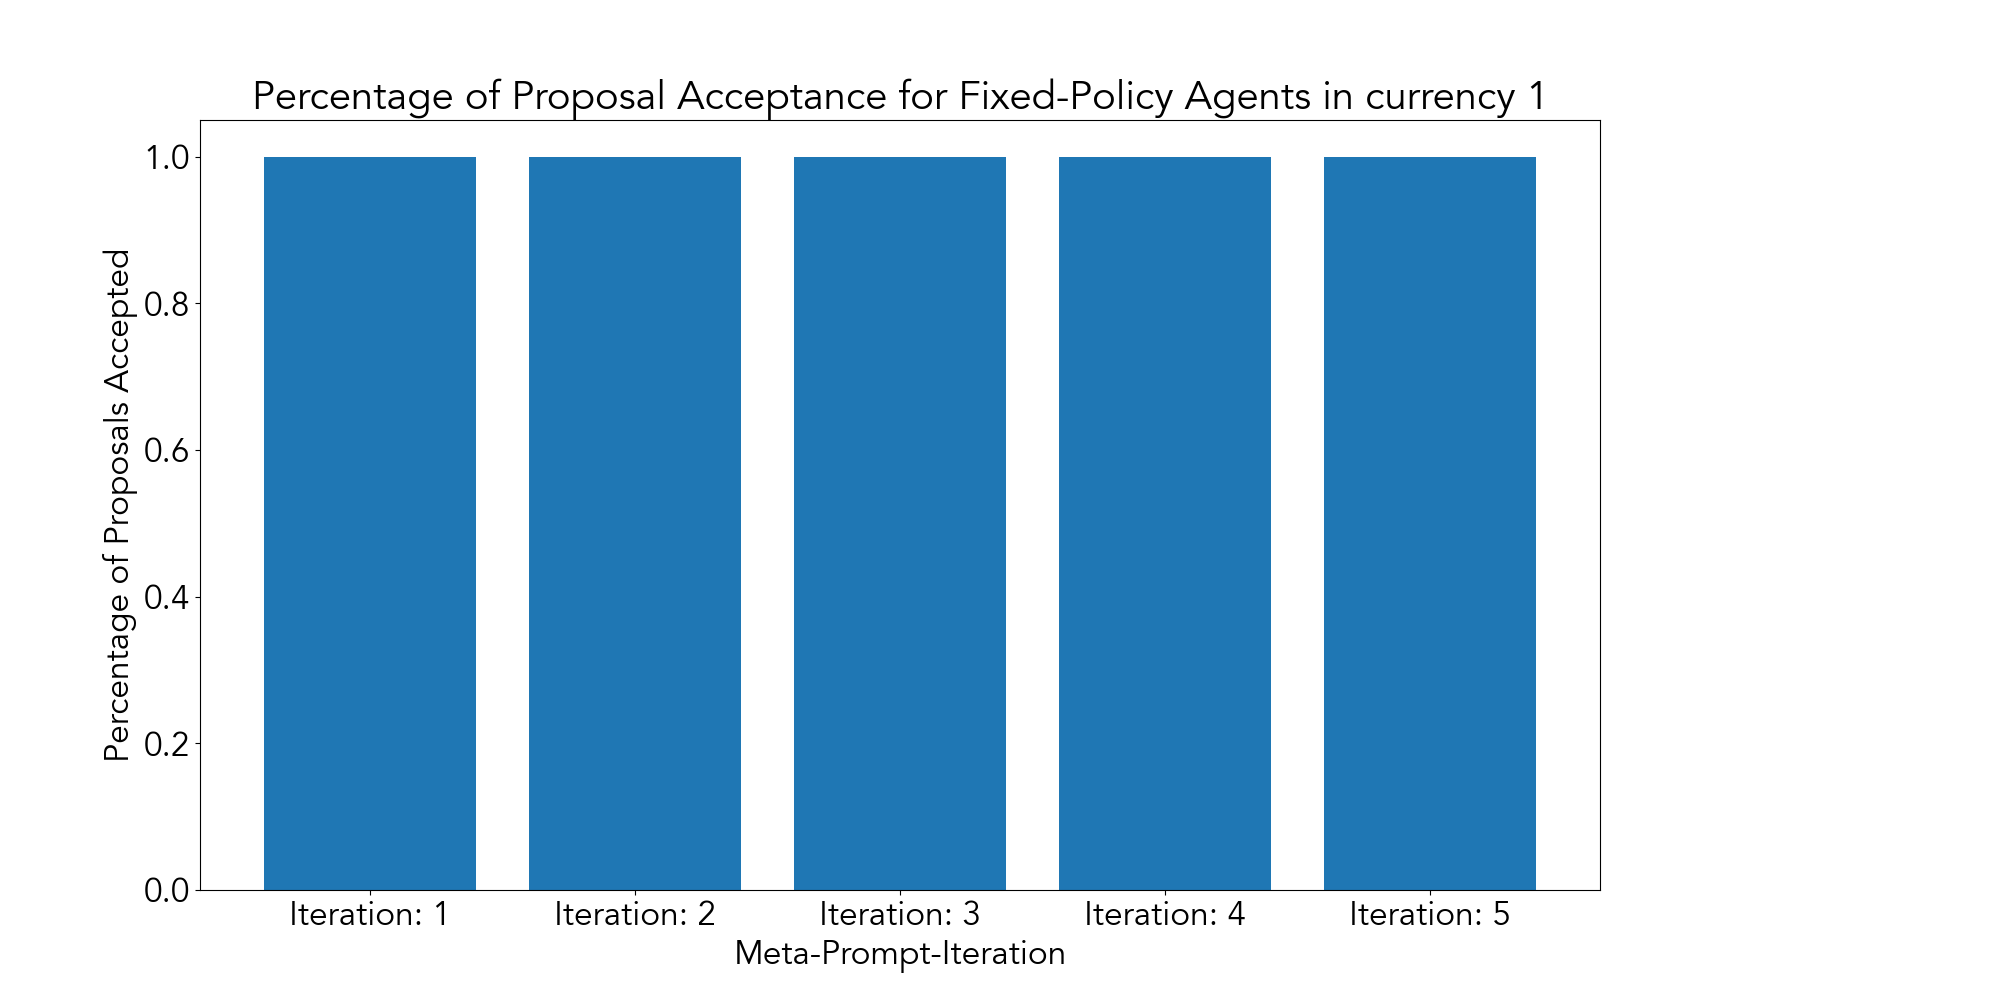 Percentage of Proposal Acceptance for Fixed-Policy Agents in currency 1
Percentage of Proposals Accepted
1.0
0.8
0.6
0.4
0.2
0.0
Iteration: 1 Iteration: 2 Iteration: 3 Iteration: 4 Iteration: 5
Meta-Prompt-Iteration